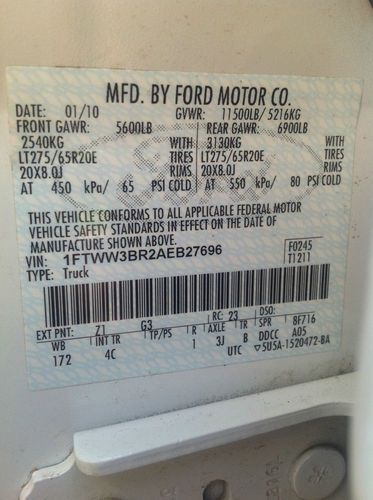 MFD. BY FORD MOTOR CO.
DATE: 01/10 GVWR: 11500LB/ 5216KG
FRONT GAWR: 5600LB REAR GAWR: 6900LB
2540KG WITH 3130KG WITH
LT275/65R20E TIRES LT275/65R20E TIRES
20X8.0J RIMS 20X8.0J RIMS
AT 450 kPa/ 65 PSI COLD AT 550 kPa/ 80 PSI COLD
THIS VEHICLE CONFORMS TO ALL APPLICABLE FEDERAL MOTOR
VEHICLE SAFETY STANDARDS IN EFFECT ON THE DATE OF
MANUFACTURE SHOWN ABOVE.
VIN: 1FTWW3BR2AEB27696 F0245
TYPE: Truck T1211
EXT PNT: Z1 G3 RC: 23 DSO:
WB INT TR TP/PS R AXLE TR SPR 8F716
172 4C 1 3J B DDCC A05
UTC ▽5U5A-1520472-BA